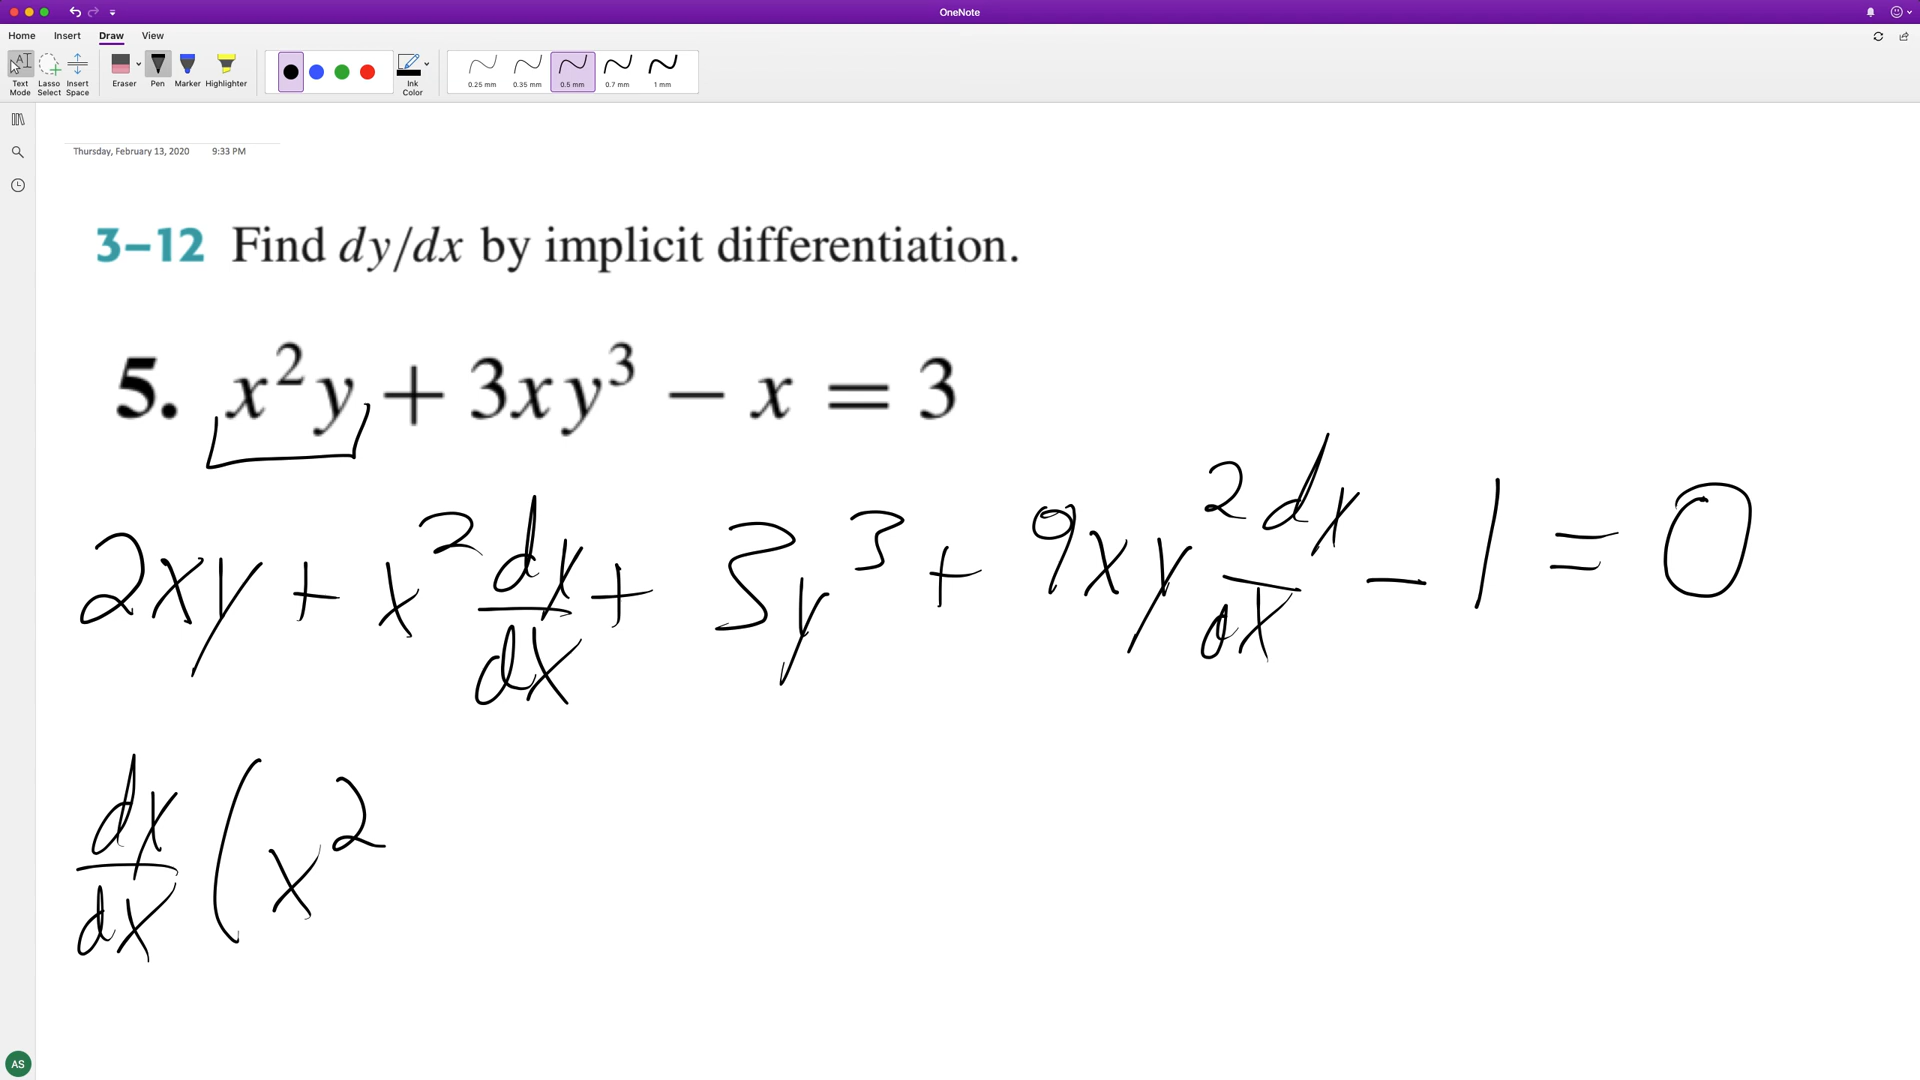 OneNote
Home Insert Draw View
Text Mode Lasso Select Insert Space Eraser Pen Marker Highlighter Ink Color 0.25 mm 0.35 mm 0.5 mm 0.7 mm 1 mm
Thursday, February 13, 2020 9:33 PM
3–12 Find dy/dx by implicit differentiation.
5. x²y + 3xy³ − x = 3
2xy + x² dy/dx + 3y³ + 9xy² dy/dx − 1 = 0
dy/dx (x²
AS